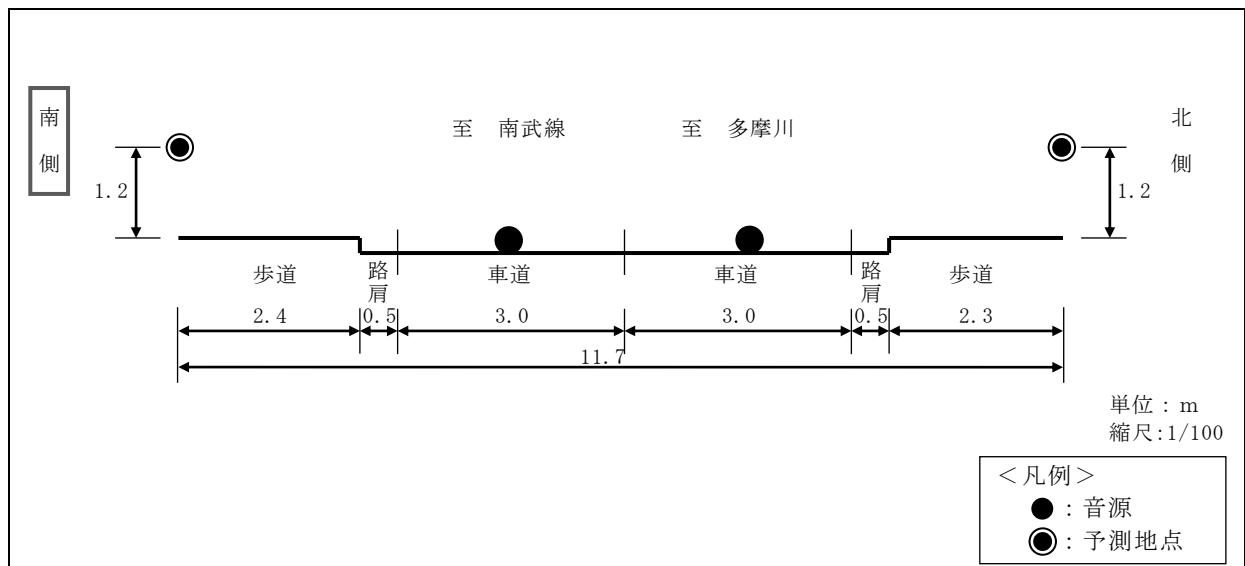 南側
至 南武線
至 多摩川
北側
1.2
1.2
歩道
路肩
車道
車道
路肩
歩道
2.4
0.5
3.0
3.0
0.5
2.3
11.7
単位：m
縮尺:1/100
＜凡例＞
：音源
：予測地点